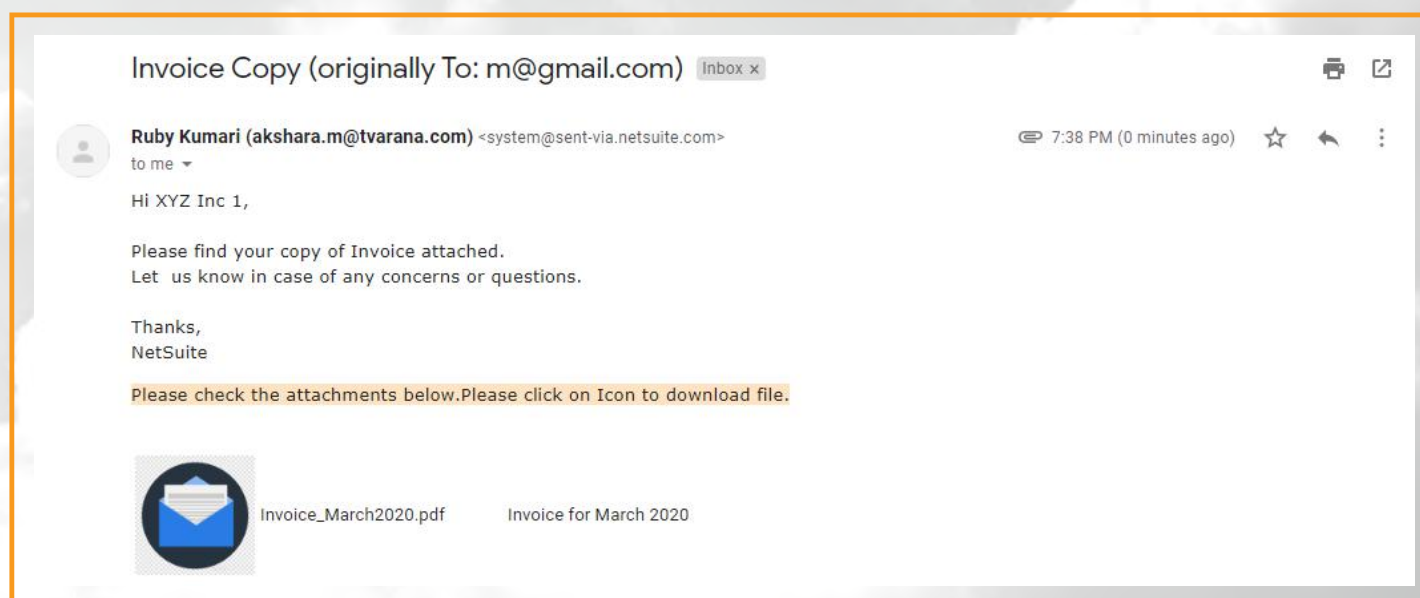 Invoice Copy (originally To: m@gmail.com) Inbox x
Ruby Kumari (akshara.m@tvarana.com) <system@sent-via.netsuite.com> 7:38 PM (0 minutes ago)
to me
Hi XYZ Inc 1,
Please find your copy of Invoice attached.
Let  us know in case of any concerns or questions.
Thanks,
NetSuite
Please check the attachments below.Please click on Icon to download file.
Invoice_March2020.pdf Invoice for March 2020